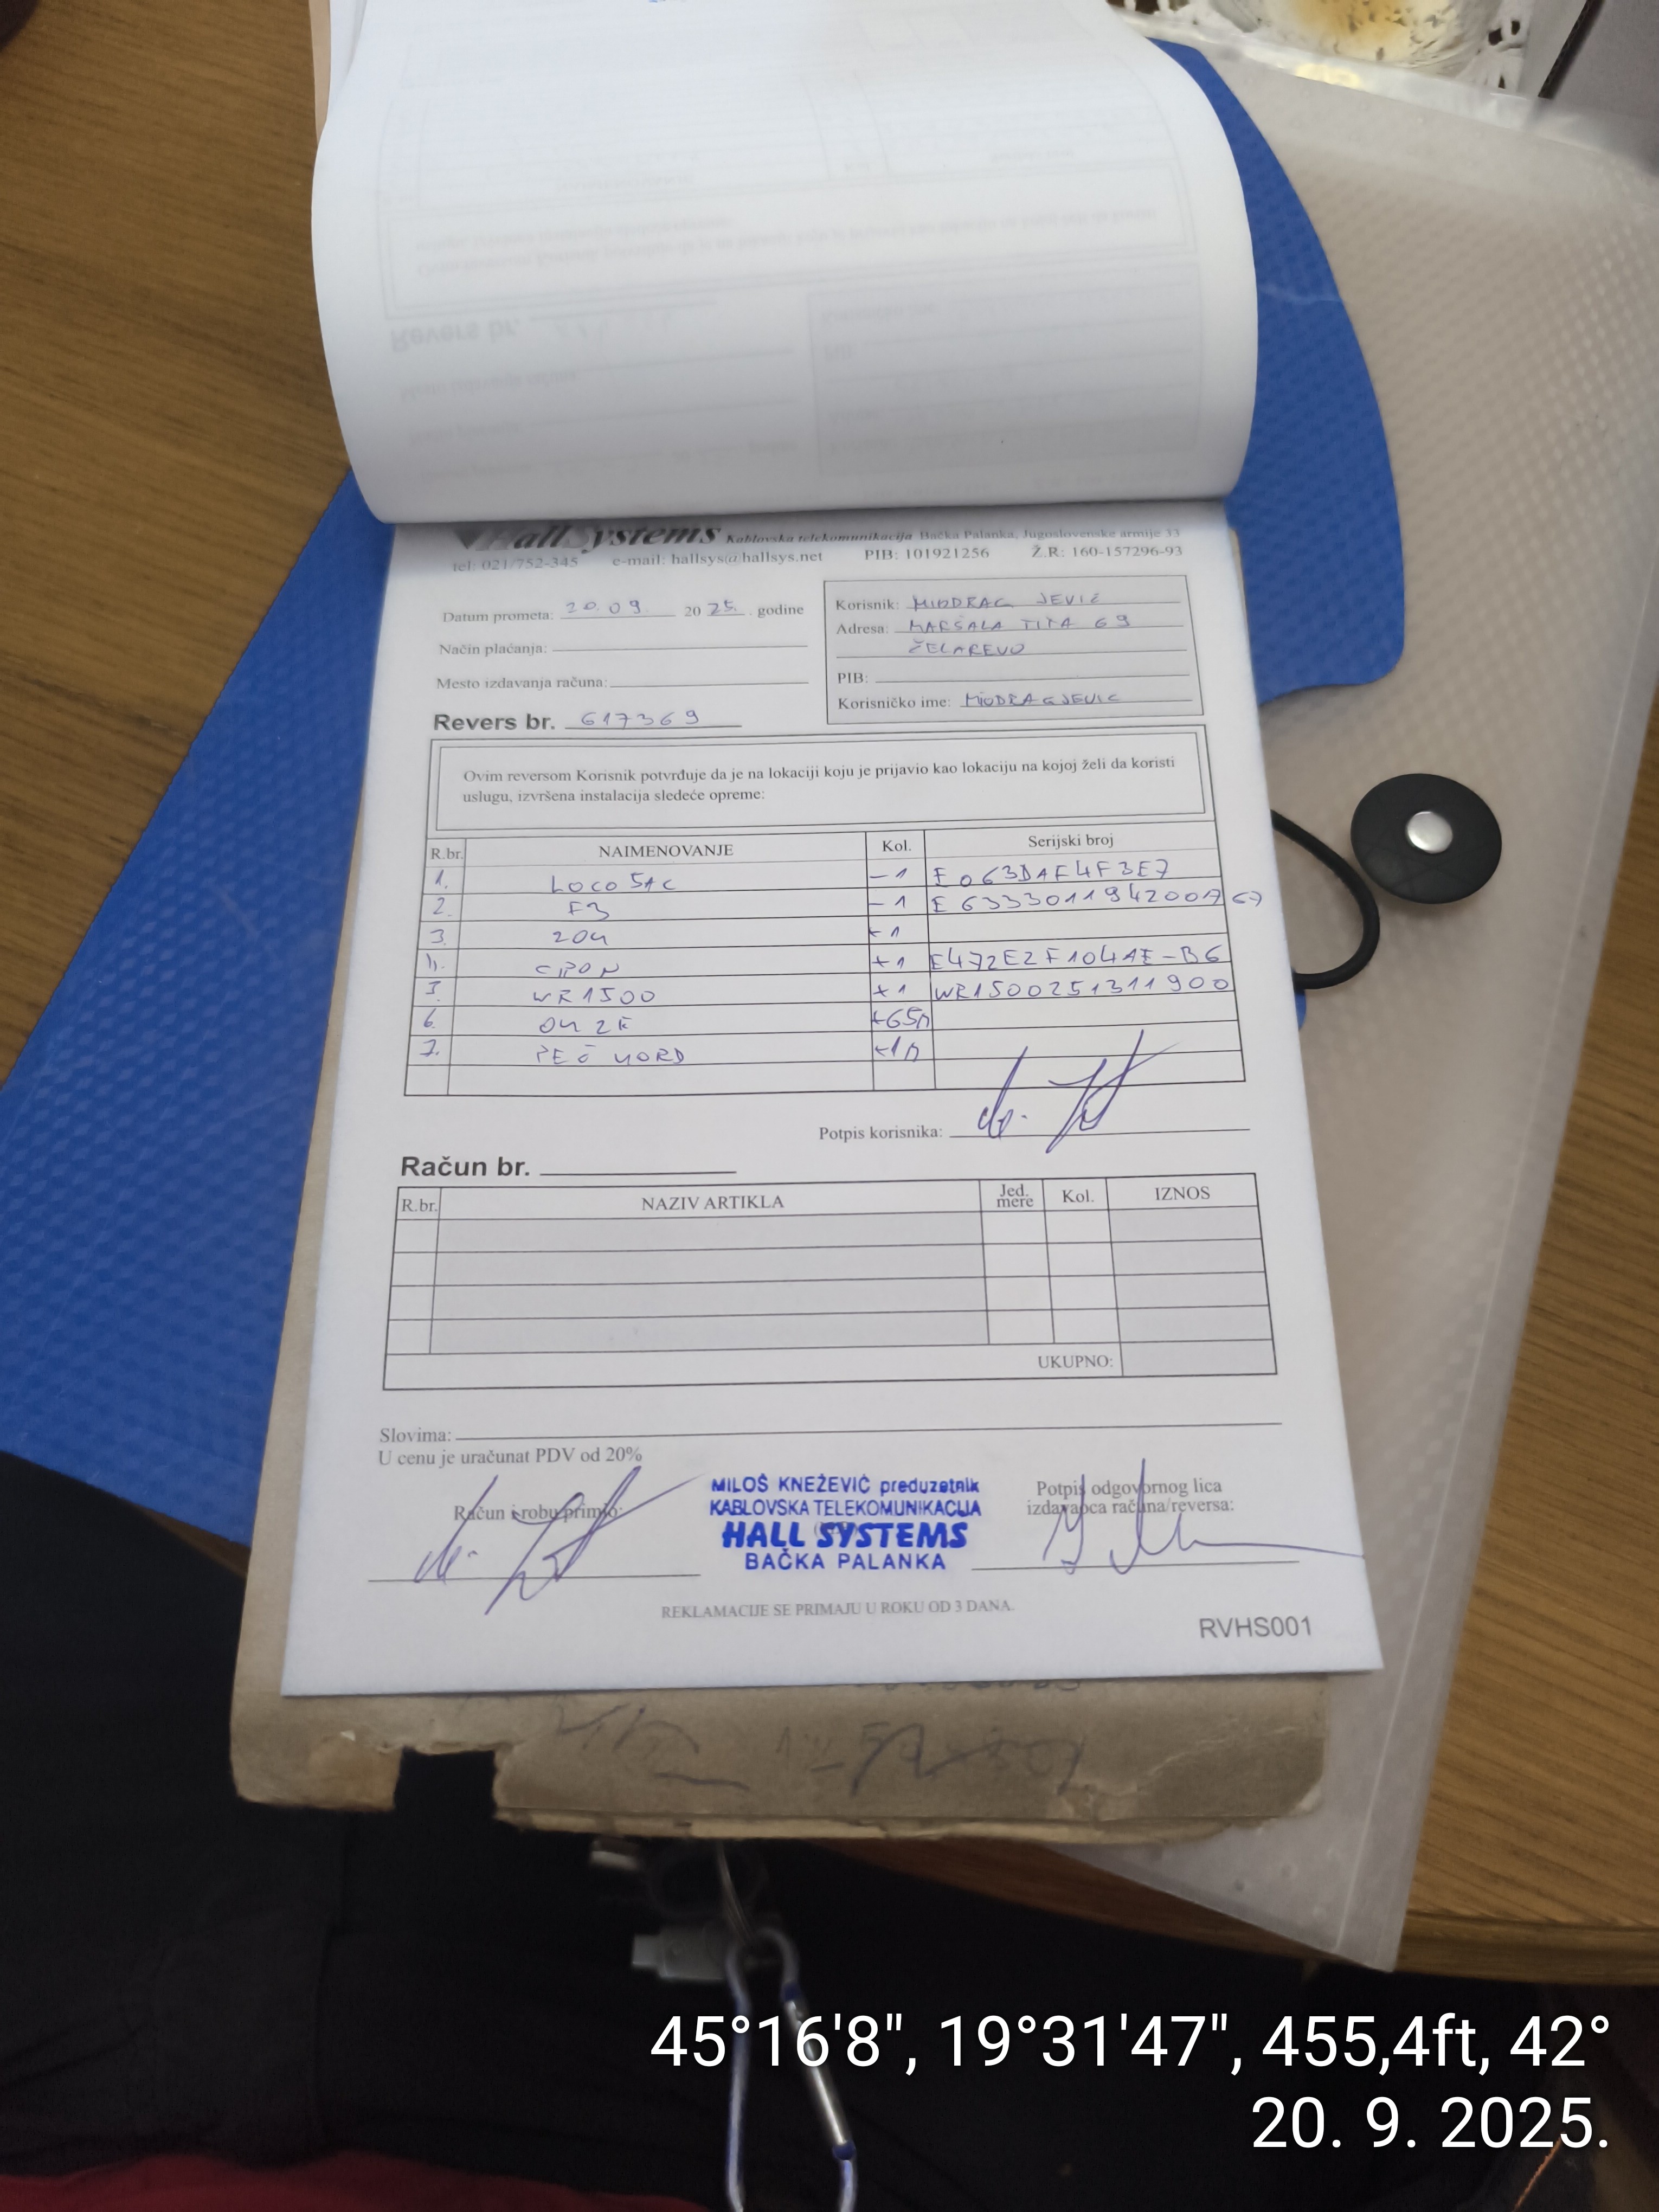 HallSystems Kablovska telekomunikacija Bačka Palanka, Jugoslovenske armije 33
tel: 021/752-345 e-mail: hallsys@hallsys.net PIB: 101921256 Ž.R: 160-157296-93
Datum prometa: 20.09. 2025. godine
Način plaćanja:
Mesto izdavanja računa:
Revers br. 617369
Korisnik: MIODRAG JEVIĆ
Adresa: MARŠALA TITA 69
ČELAREVO
PIB:
Korisničko ime: MIODRAGJEVIC
Ovim reversom Korisnik potvrđuje da je na lokaciji koju je prijavio kao lokaciju na kojoj želi da koristi
uslugu, izvršena instalacija sledeće opreme:
R.br. NAIMENOVANJE Kol. Serijski broj
1. LOCO 5AC -1 E063DAF4F3E7
2. F3 -1 E6333011942001767
3. -1
4. GPON +1 E472E2F104AE-B6
5. WR1500 +1 WR1500251311900
6. +65m
7. +1m
Potpis korisnika:
Račun br.
R.br. NAZIV ARTIKLA Jed. mere Kol. IZNOS
UKUPNO:
Slovima:
U cenu je uračunat PDV od 20%
Račun i robu primio:
MILOŠ KNEŽEVIĆ preduzetnik
KABLOVSKA TELEKOMUNIKACIJA
HALL SYSTEMS
BAČKA PALANKA
Potpis odgovornog lica
izdavaoca računa/reversa:
REKLAMACIJE SE PRIMAJU U ROKU OD 3 DANA.
RVHS001
45°16'8", 19°31'47", 455,4ft, 42°
20. 9. 2025.